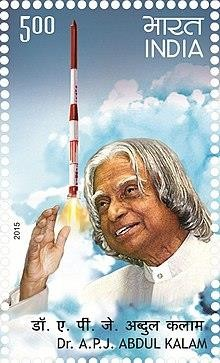 5.00
भारत
INDIA
2015
डॉ. ए. पी. जे. अब्दुल कलाम
Dr. A.P.J. ABDUL KALAM